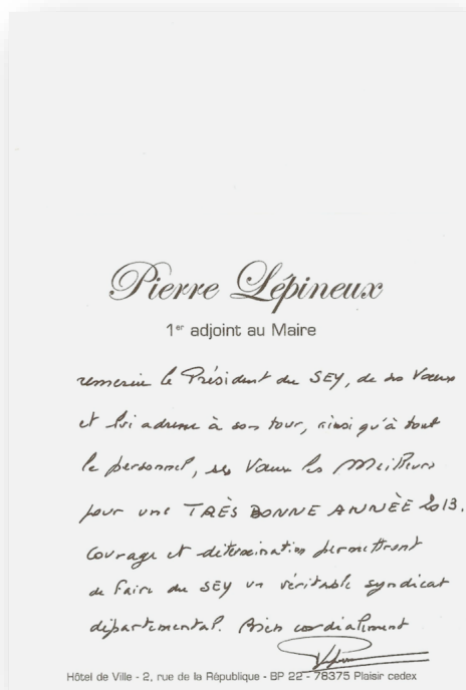 Pierre Lépineux
1er adjoint au Maire
remercie le Président du SEY, de ses Vœux
et lui adresse à son tour, ainsi qu'à tout
le personnel, ses Vœux les Meilleurs
pour une TRÈS BONNE ANNÉE 2013.
Courage et détermination permettront
de faire du SEY un véritable syndicat
départemental. Bien cordialement
Hôtel de Ville - 2, rue de la République - BP 22 - 78375 Plaisir cedex